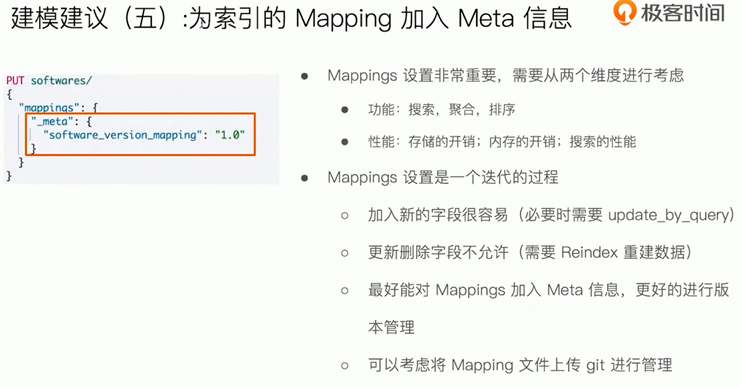 建模建议（五）:为索引的 Mapping 加入 Meta 信息
极客时间
PUT softwares/
{
"mappings": {
"_meta": {
"software_version_mapping": "1.0"
}
}
}
● Mappings 设置非常重要，需要从两个维度进行考虑
● 功能：搜索，聚合，排序
● 性能：存储的开销；内存的开销；搜索的性能
● Mappings 设置是一个迭代的过程
○ 加入新的字段很容易（必要时需要 update_by_query）
○ 更新删除字段不允许（需要 Reindex 重建数据）
○ 最好能对 Mappings 加入 Meta 信息，更好的进行版
本管理
○ 可以考虑将 Mapping 文件上传 git 进行管理